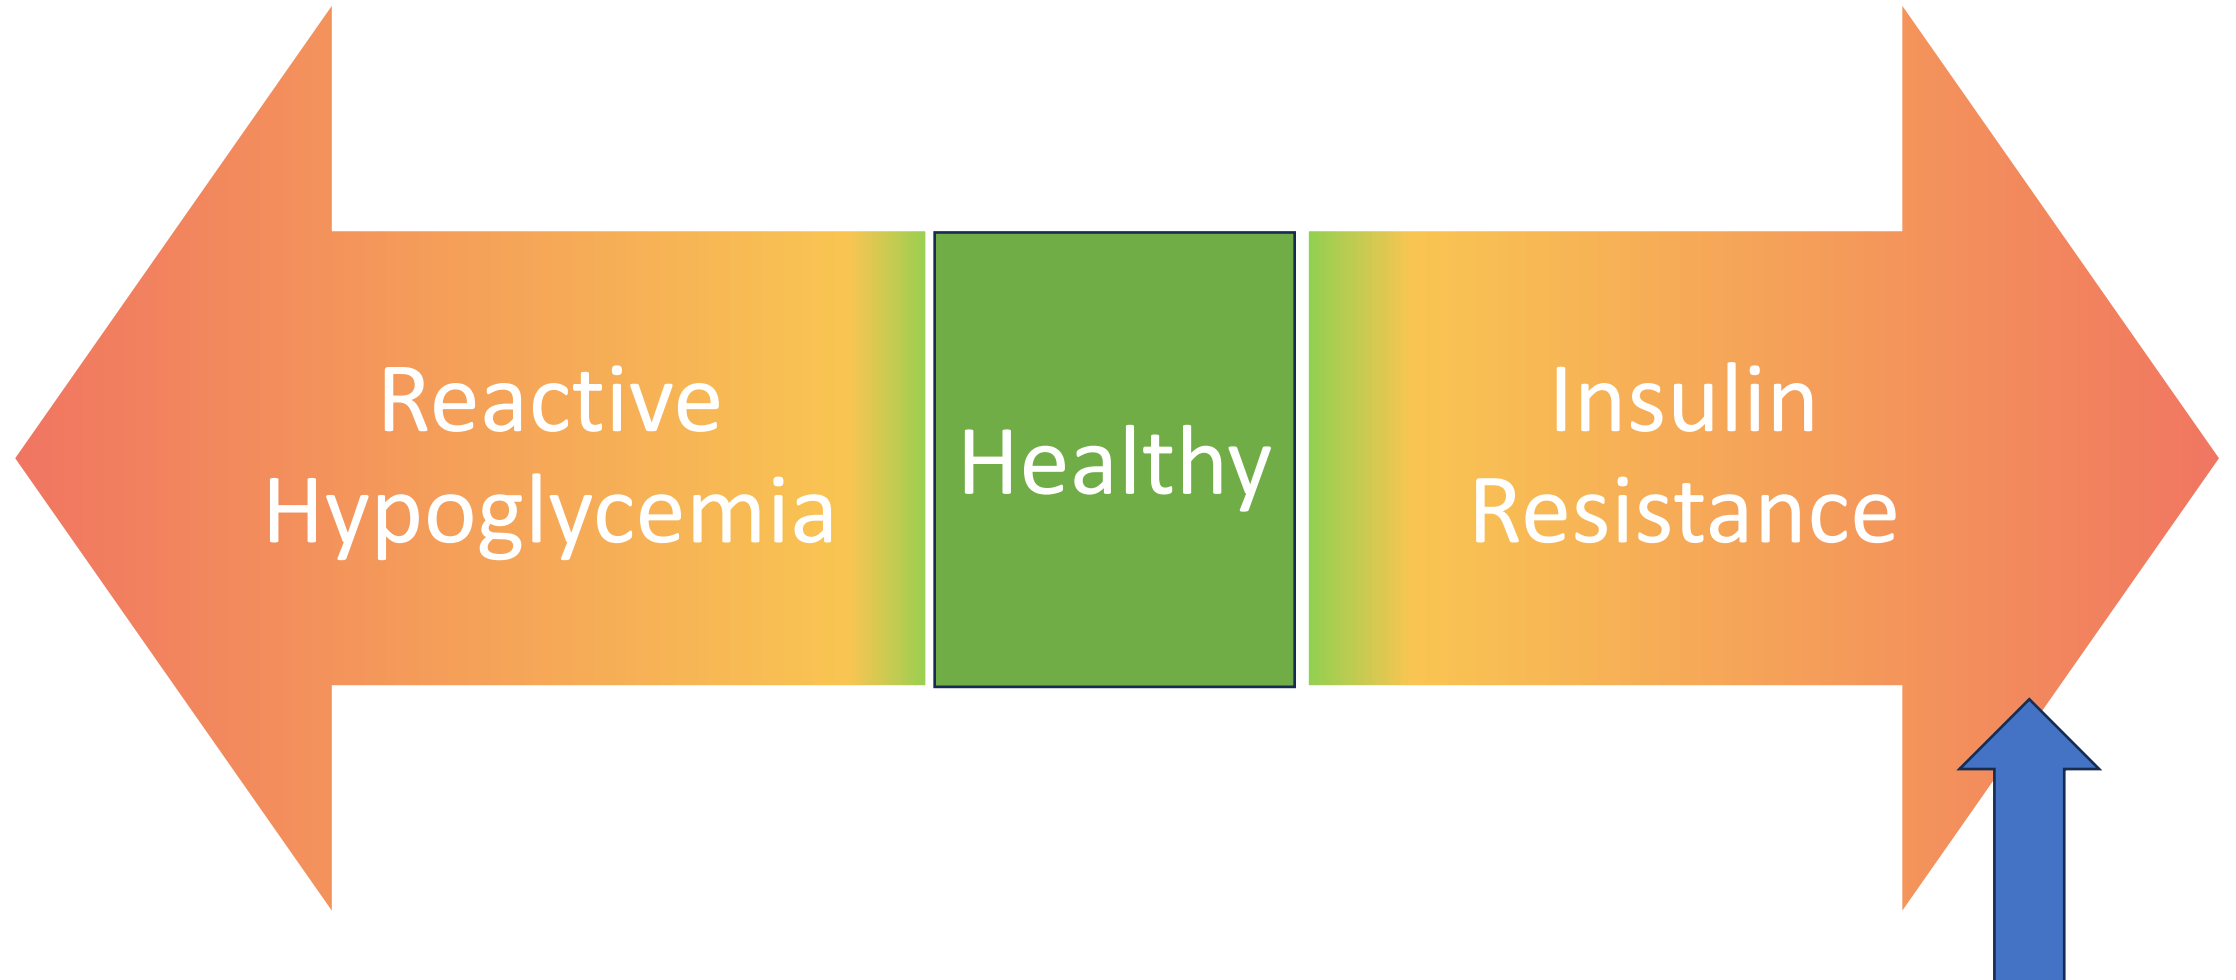 Reactive
Hypoglycemia
Healthy
Insulin
Resistance